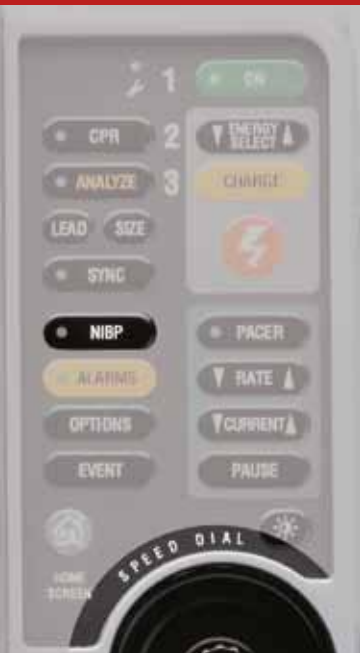 1 ON
CPR 2 ENERGY
SELECT
ANALYZE 3 CHARGE
LEAD SIZE
SYNC
NIBP PACER
ALARMS RATE
OPTIONS CURRENT
EVENT PAUSE
SPEED DIAL
HOME
SCREEN